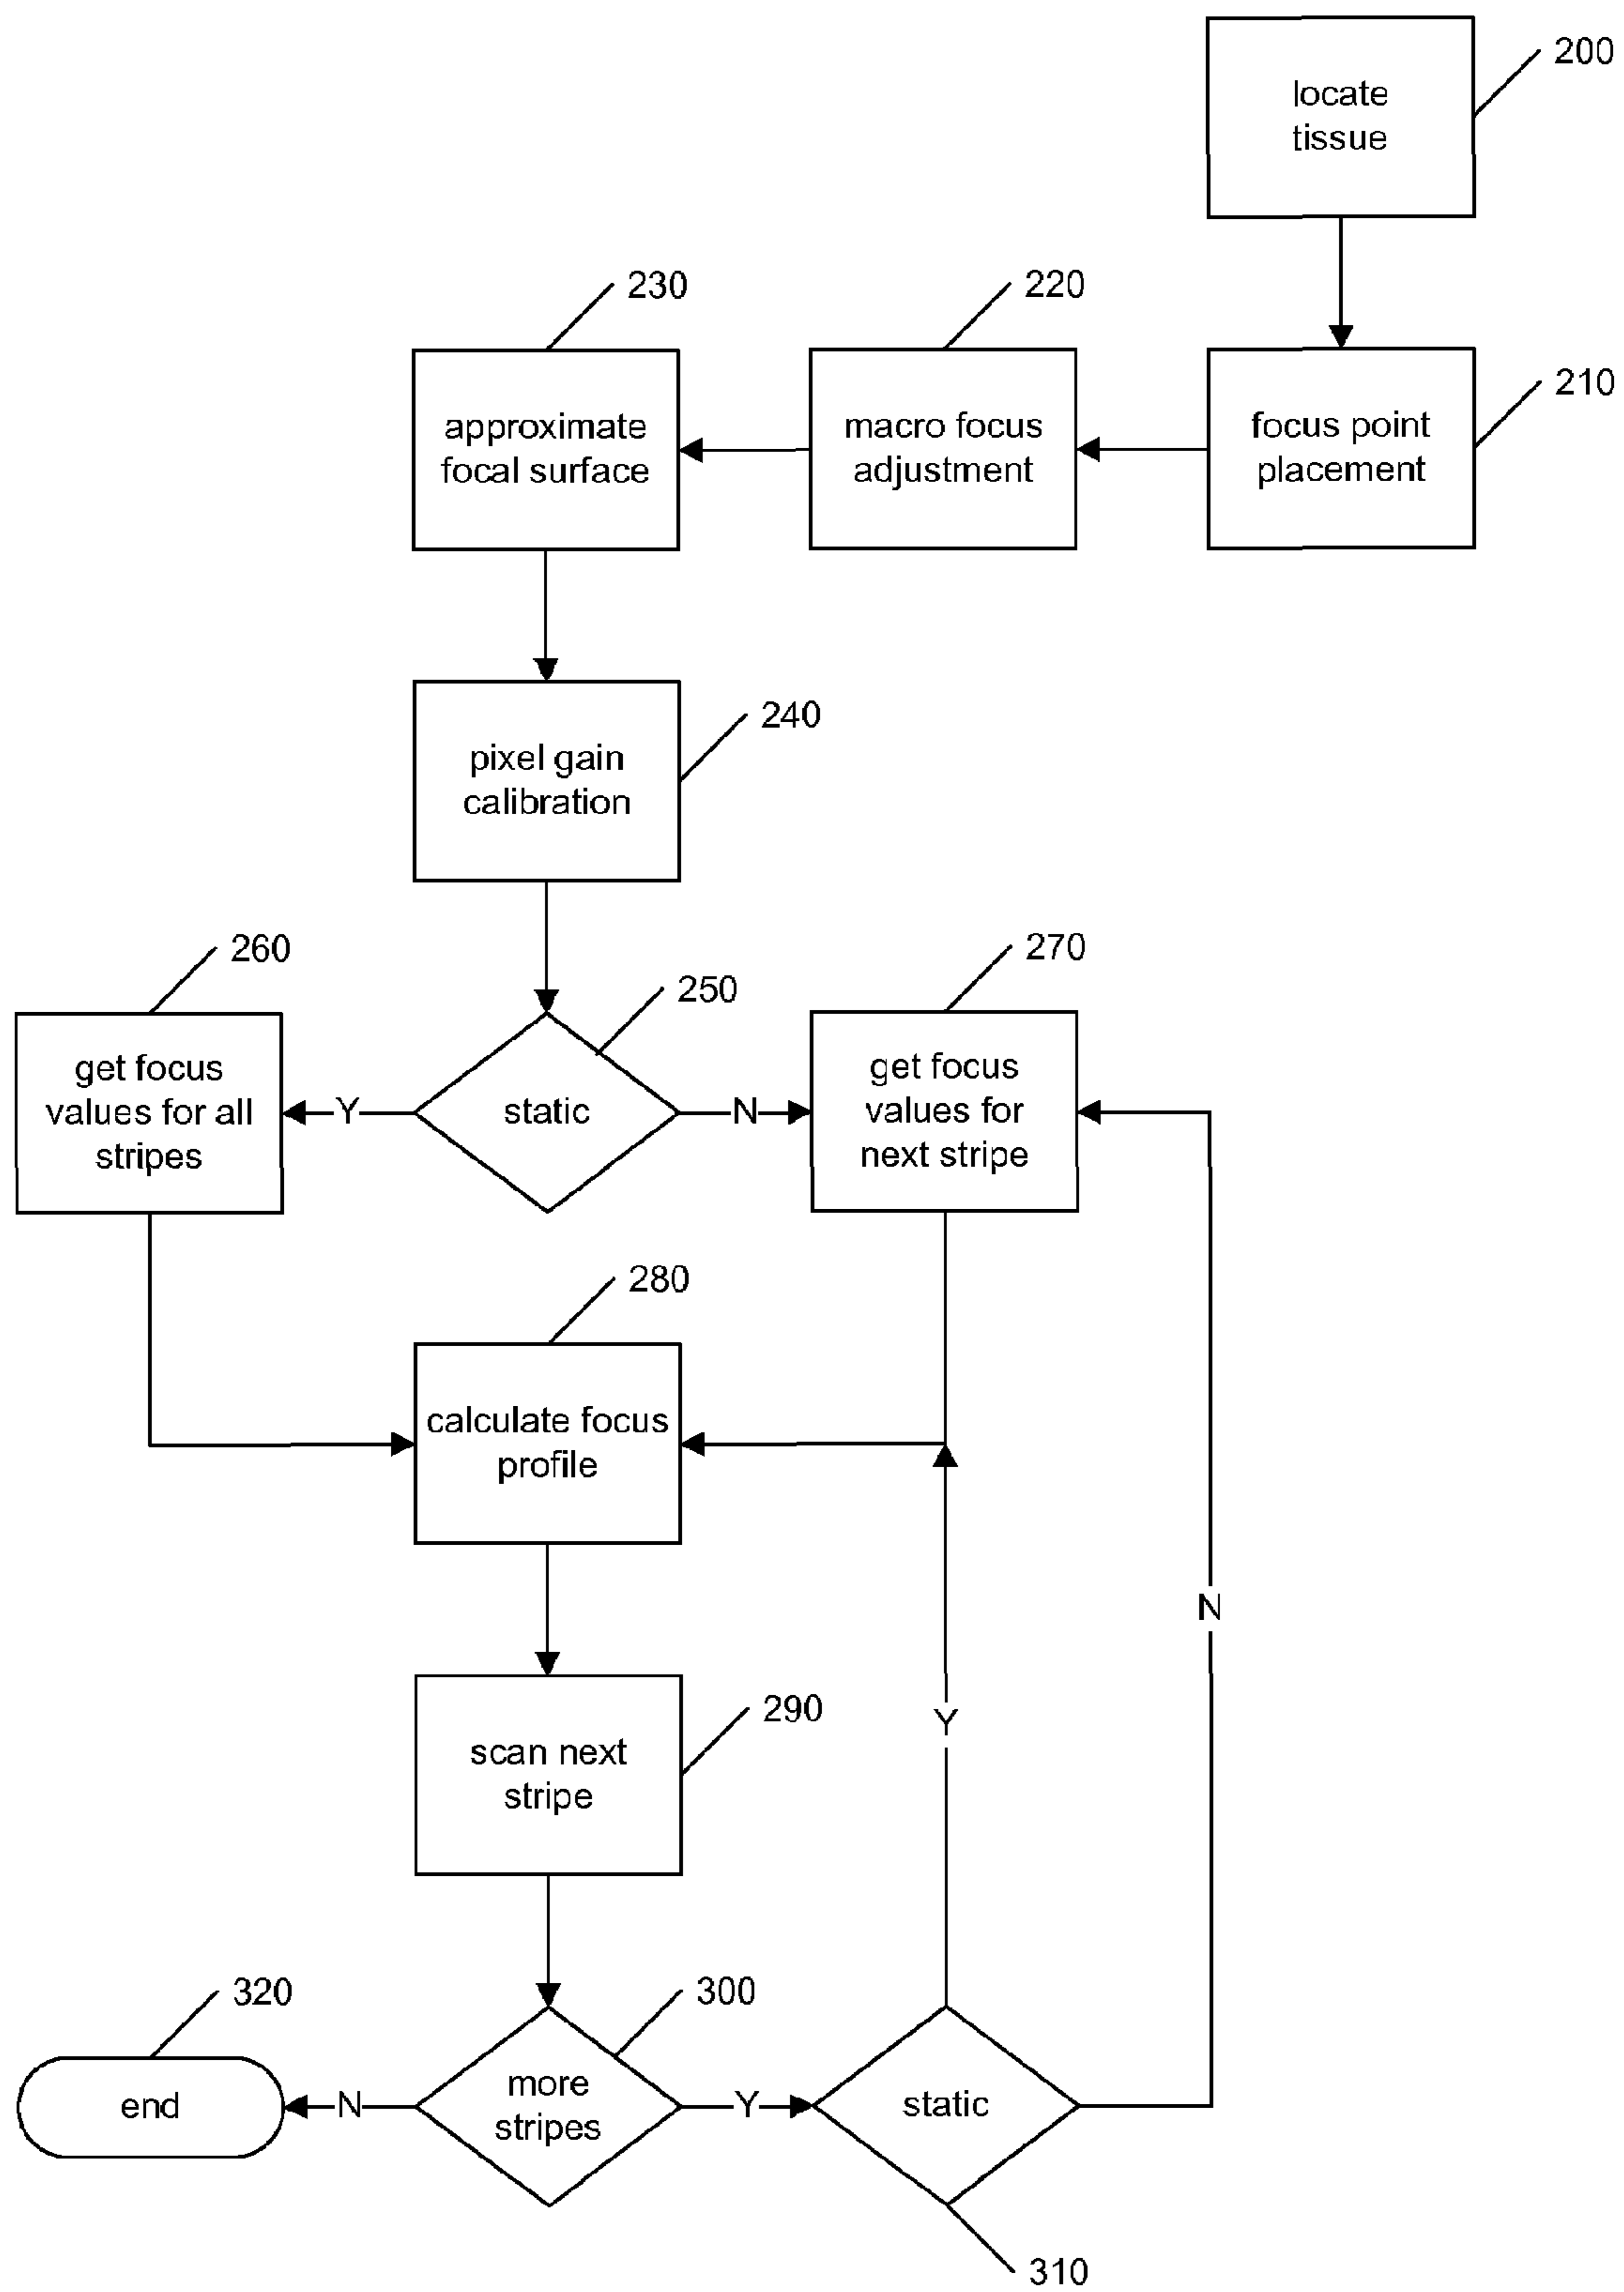 200
locate
tissue
230
220
210
approximate
focal surface
macro focus
adjustment
focus point
placement
240
pixel gain
calibration
260
250
270
get focus
values for all
stripes
Y
static
N
get focus
values for
next stripe
280
calculate focus
profile
N
290
Y
scan next
stripe
320
300
end
N
more
stripes
Y
static
310